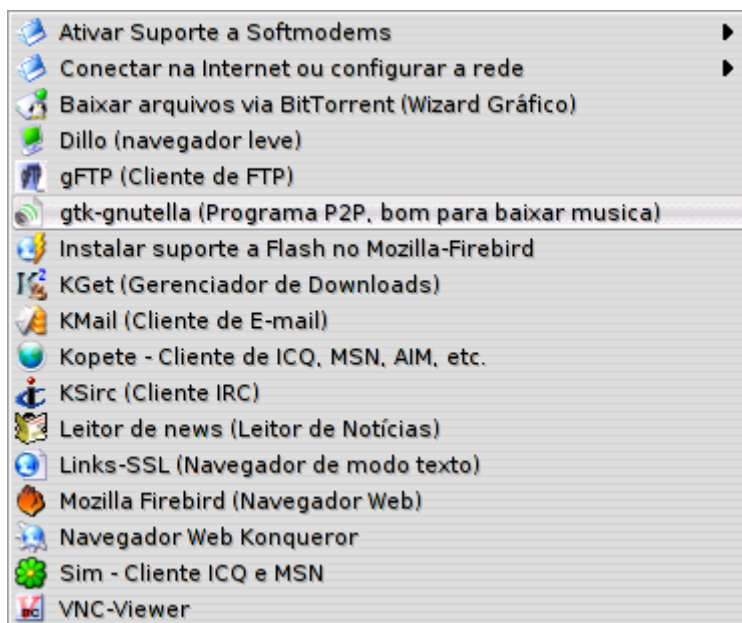 Ativar Suporte a Softmodems
Conectar na Internet ou configurar a rede
Baixar arquivos via BitTorrent (Wizard Gráfico)
Dillo (navegador leve)
gFTP (Cliente de FTP)
gtk-gnutella (Programa P2P, bom para baixar musica)
Instalar suporte a Flash no Mozilla-Firebird
KGet (Gerenciador de Downloads)
KMail (Cliente de E-mail)
Kopete - Cliente de ICQ, MSN, AIM, etc.
KSirc (Cliente IRC)
Leitor de news (Leitor de Notícias)
Links-SSL (Navegador de modo texto)
Mozilla Firebird (Navegador Web)
Navegador Web Konqueror
Sim - Cliente ICQ e MSN
VNC-Viewer